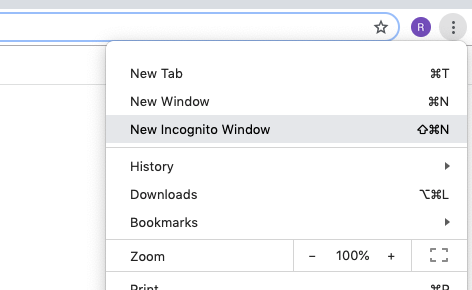 R
New Tab ⌘T
New Window ⌘N
New Incognito Window ⇧⌘N
History
Downloads ⌥⌘L
Bookmarks
Zoom - 100% +
Print ⌘P